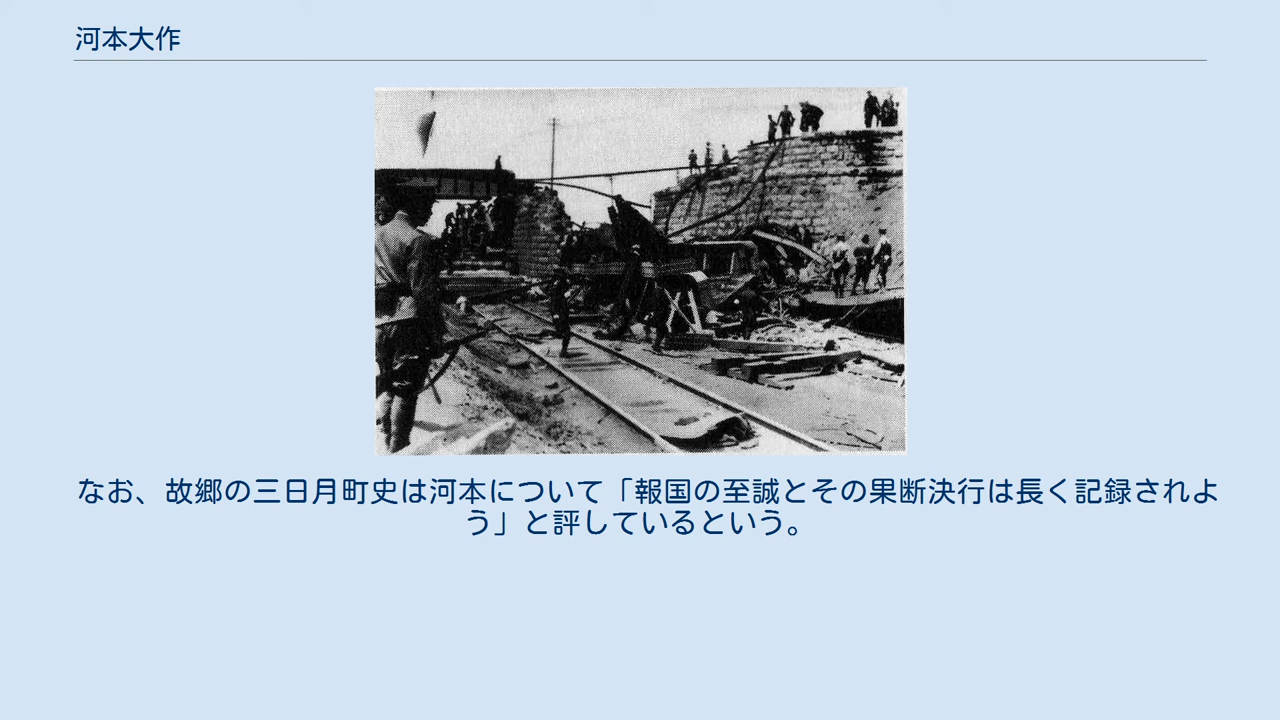 河本大作
なお、故郷の三日月町史は河本について「報国の至誠とその果断決行は長く記録されよ
う」と評しているという。